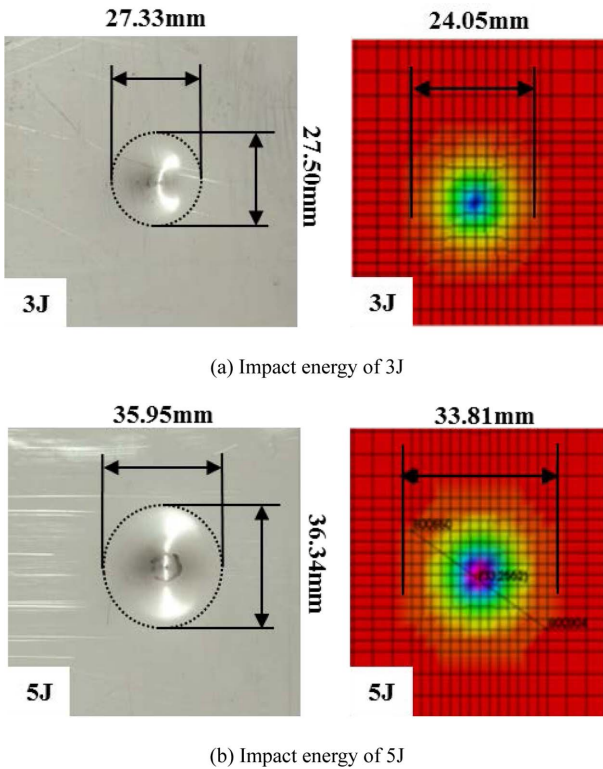 27.33mm
24.05mm
27.50mm
3J
3J
(a) Impact energy of 3J
35.95mm
33.81mm
36.34mm
5J
5J
(b) Impact energy of 5J